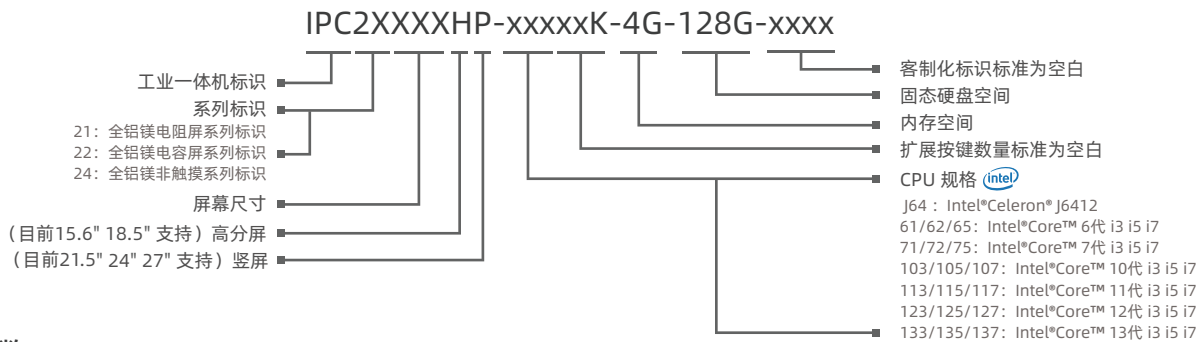 IPC2XXXXHP-xxxxxK-4G-128G-xxxx
工业一体机标识
系列标识
21：全铝镁电阻屏系列标识
22：全铝镁电容屏系列标识
24：全铝镁非触摸系列标识
屏幕尺寸
（目前15.6" 18.5" 支持）高分屏
（目前21.5" 24" 27" 支持）竖屏
客制化标识标准为空白
固态硬盘空间
内存空间
扩展按键数量标准为空白
CPU 规格 intel
J64 ：Intel®Celeron® J6412
61/62/65：Intel®Core™ 6代 i3 i5 i7
71/72/75：Intel®Core™ 7代 i3 i5 i7
103/105/107：Intel®Core™ 10代 i3 i5 i7
113/115/117：Intel®Core™ 11代 i3 i5 i7
123/125/127：Intel®Core™ 12代 i3 i5 i7
133/135/137：Intel®Core™ 13代 i3 i5 i7